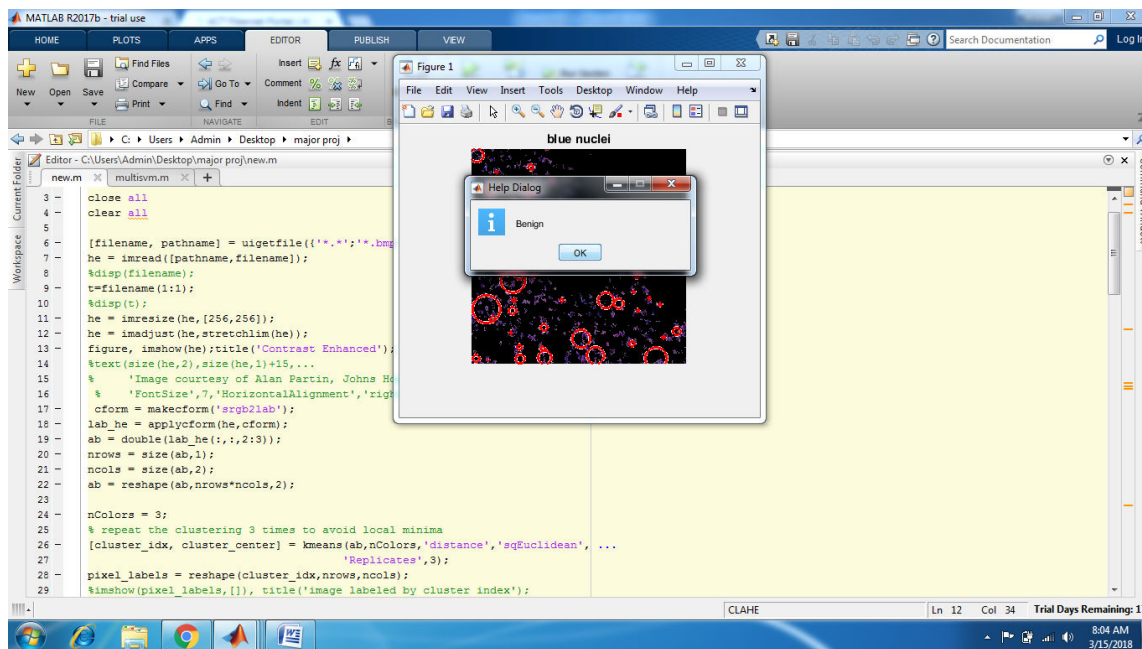 MATLAB R2017b - trial use
HOME PLOTS APPS EDITOR PUBLISH VIEW
Search Documentation
Log In
New Open Save
Find Files
Compare
Print
Go To
Find
Insert
Comment
Indent
FILE NAVIGATE EDIT
C: Users Admin Desktop major proj
Editor - C:\Users\Admin\Desktop\major proj\new.m
new.m multisvm.m
Current Folder
Workspace
3 - close all
4 - clear all
5
6 - [filename, pathname] = uigetfile({'*.*';'*.bmp
7 - he = imread([pathname,filename]);
8 %disp(filename);
9 - t=filename(1:1);
10 %disp(t);
11 - he = imresize(he,[256,256]);
12 - he = imadjust(he,stretchlim(he));
13 - figure, imshow(he);title('Contrast Enhanced');
14 %text(size(he,2),size(he,1)+15,...
15 % 'Image courtesy of Alan Partin, Johns Ho
16 % 'FontSize',7,'HorizontalAlignment','righ
17 - cform = makecform('srgb2lab');
18 - lab_he = applycform(he,cform);
19 - ab = double(lab_he(:,:,2:3));
20 - nrows = size(ab,1);
21 - ncols = size(ab,2);
22 - ab = reshape(ab,nrows*ncols,2);
23
24 - nColors = 3;
25 % repeat the clustering 3 times to avoid local minima
26 - [cluster_idx, cluster_center] = kmeans(ab,nColors,'distance','sqEuclidean', ...
27 'Replicates',3);
28 - pixel_labels = reshape(cluster_idx,nrows,ncols);
29 %imshow(pixel_labels,[]), title('image labeled by cluster index');
Figure 1
File Edit View Insert Tools Desktop Window Help
blue nuclei
Help Dialog
Benign
OK
CLAHE
Ln 12 Col 34 Trial Days Remaining: 1
8:04 AM
3/15/2018